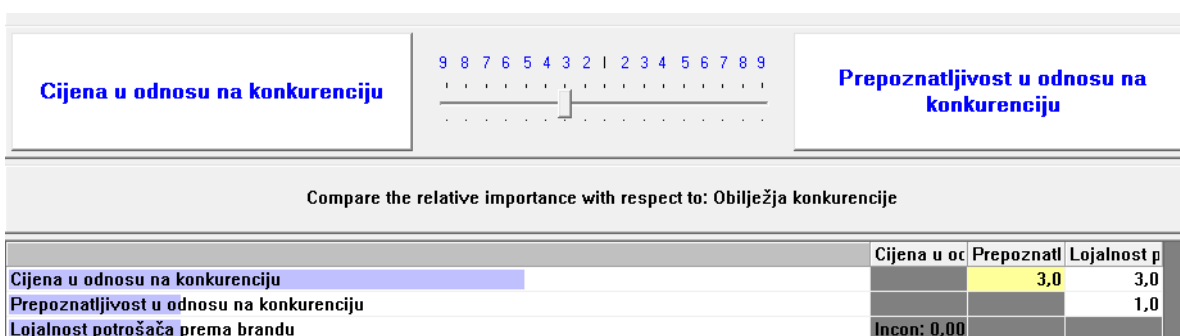 Cijena u odnosu na konkurenciju
9 8 7 6 5 4 3 2 1 2 3 4 5 6 7 8 9
Prepoznatljivost u odnosu na
konkurenciju
Compare the relative importance with respect to: Obilježja konkurencije
Cijena u oc Prepoznatl Lojalnost p
Cijena u odnosu na konkurenciju 3,0 3,0
Prepoznatljivost u odnosu na konkurenciju 1,0
Lojalnost potrošača prema brandu Incon: 0,00